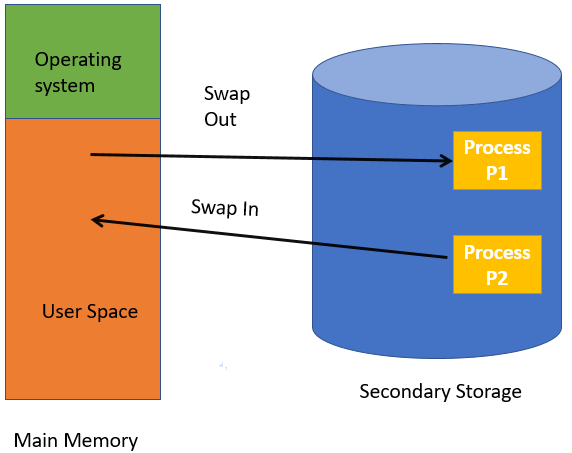 Operating
system
Swap
Out
Process
P1
Swap In
Process
P2
User Space
Secondary Storage
Main Memory